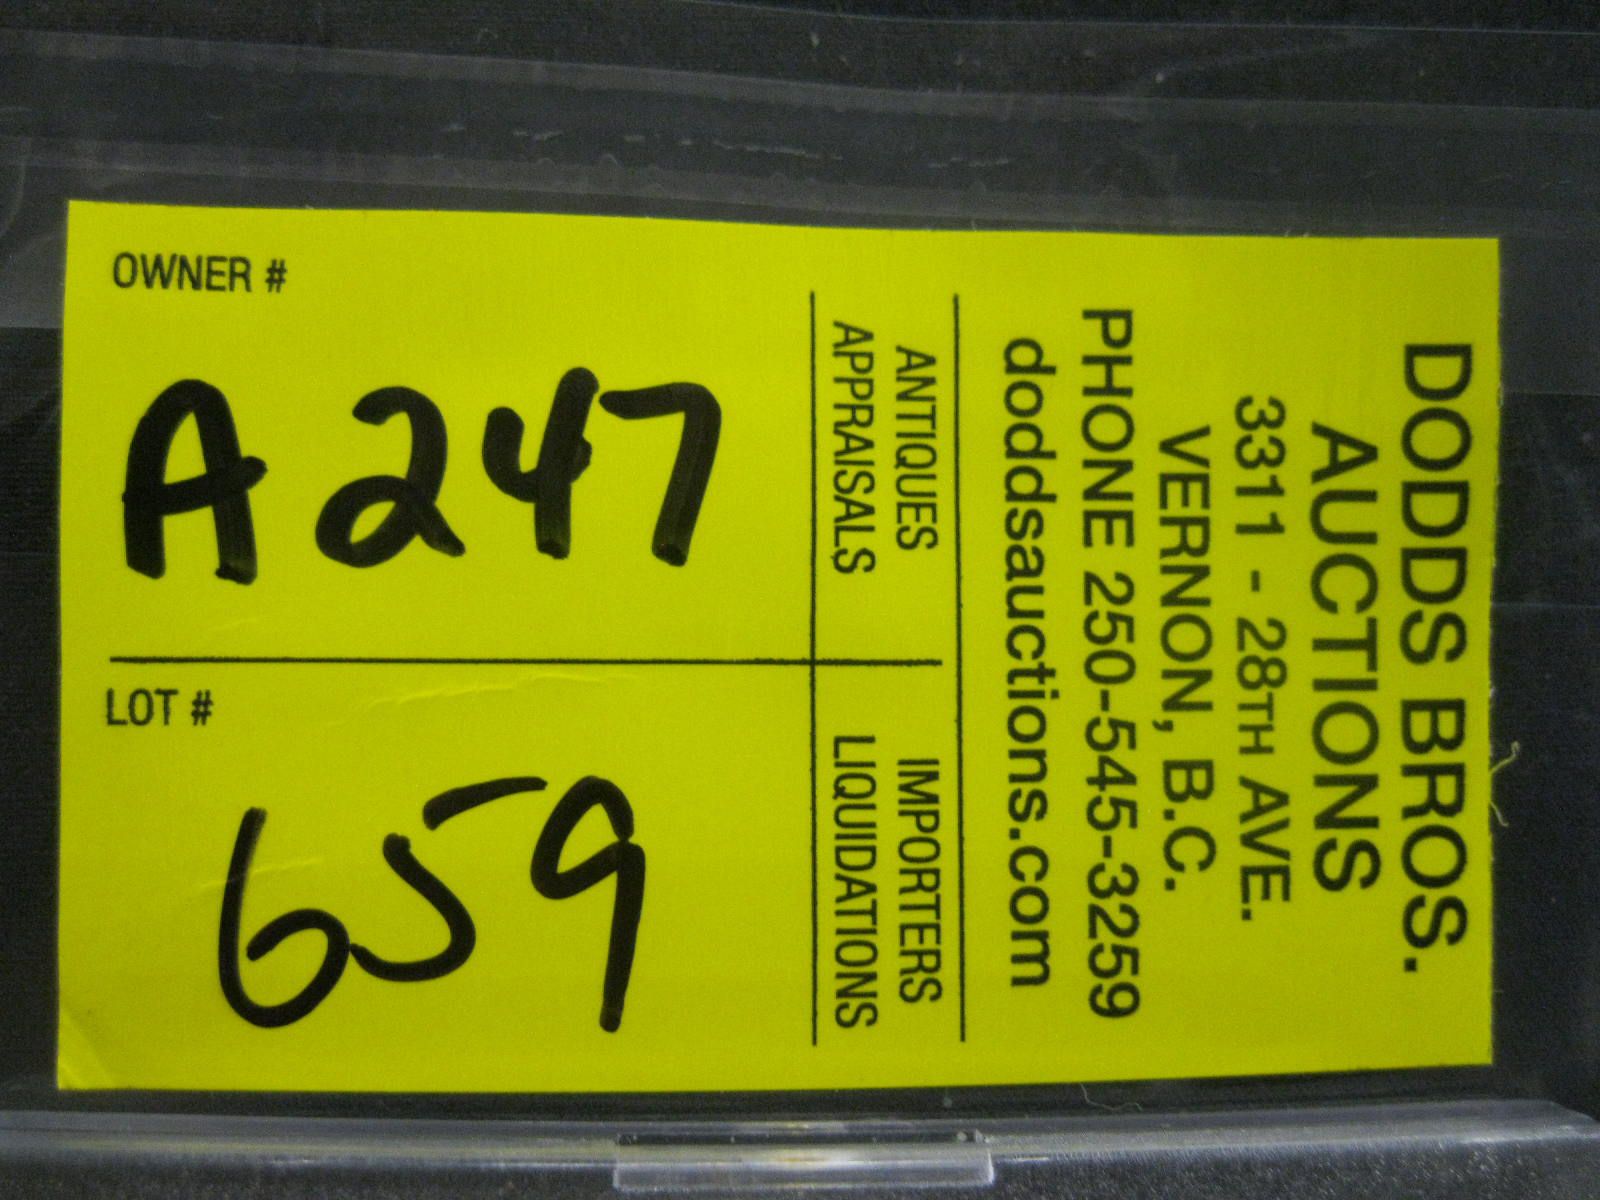 OWNER #
A247
LOT #
659
DODDS BROS.
AUCTIONS
3311 - 28TH AVE.
VERNON, B.C.
PHONE 250-545-3259
doddsauctions.com
ANTIQUES
APPRAISALS
IMPORTERS
LIQUIDATIONS